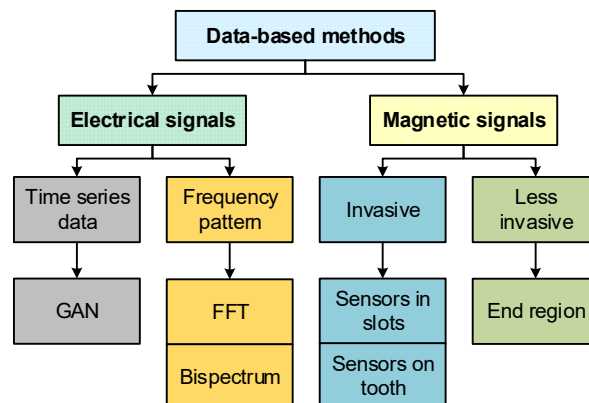 Data-based methods
Electrical signals
Magnetic signals
Time series
data
Frequency
pattern
Invasive
Less
invasive
GAN
FFT
Bispectrum
Sensors in
slots
Sensors on
tooth
End region